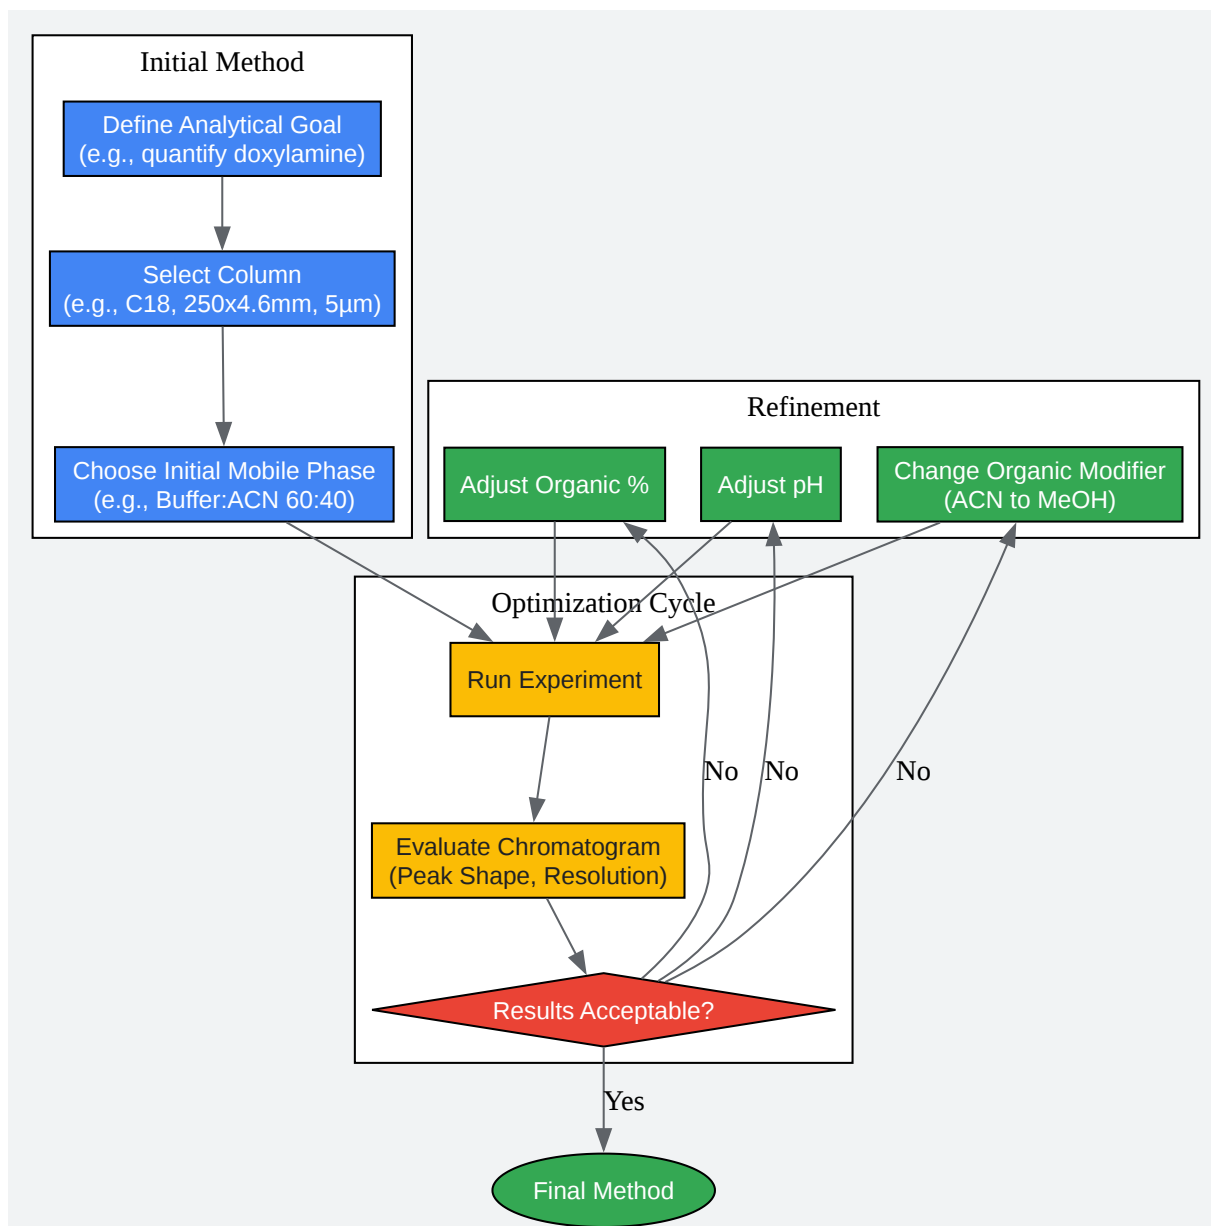 Initial Method
Define Analytical Goal
(e.g., quantify doxylamine)
Select Column
(e.g., C18, 250x4.6mm, 5µm)
Choose Initial Mobile Phase
(e.g., Buffer:ACN 60:40)
Refinement
Adjust Organic %
Adjust pH
Change Organic Modifier
(ACN to MeOH)
Optimization Cycle
Run Experiment
No
No
No
Evaluate Chromatogram
(Peak Shape, Resolution)
Results Acceptable?
Yes
Final Method